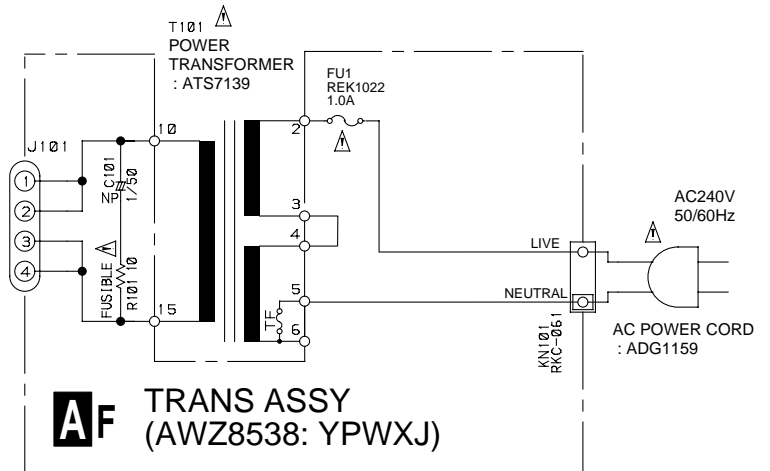 T101
POWER
TRANSFORMER
: ATS7139
FU1
REK1022
1.0A
10
2
J101
1
2
3
4
C101
NP
1/50
FUSIBLE
R101 10
15
3
4
5
TF
6
AC240V
50/60Hz
LIVE
NEUTRAL
KN101
RKC-061
AC POWER CORD
: ADG1159
AF
TRANS ASSY
(AWZ8538: YPWXJ)